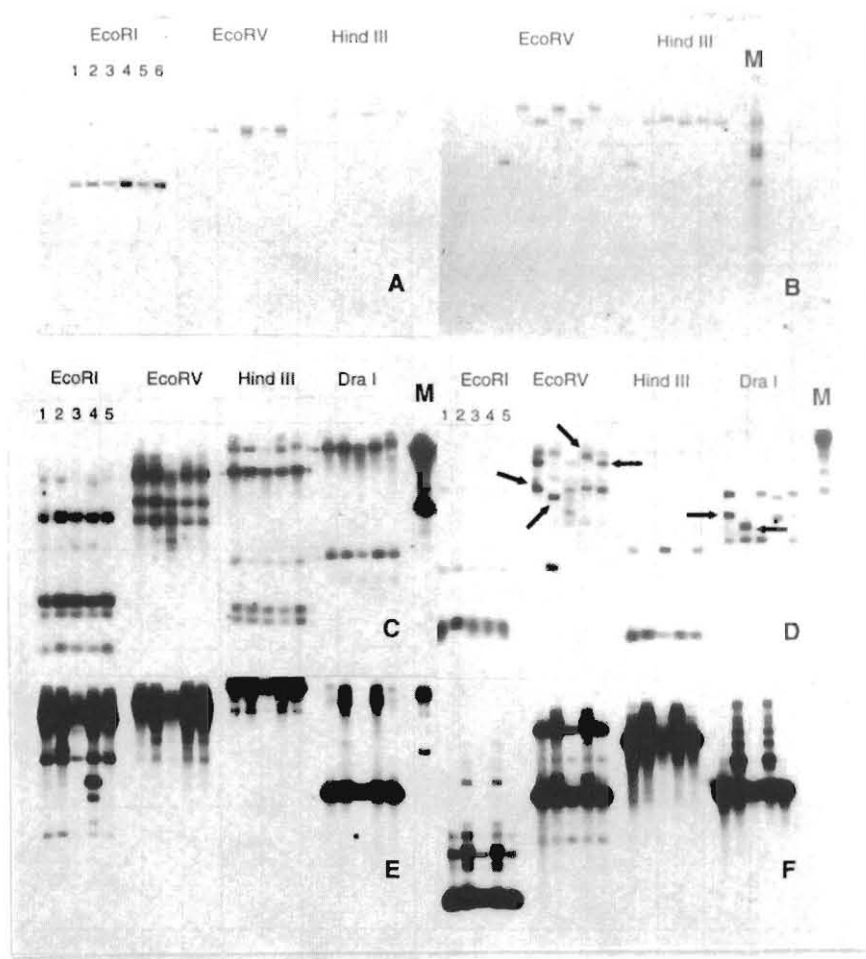 EcoRI EcoRV Hind III EcoRV Hind III M
1 2 3 4 5 6
A B
EcoRI EcoRV Hind III Dra I M EcoRI EcoRV Hind III Dra I M
1 2 3 4 5 1 2 3 4 5
C D
E F